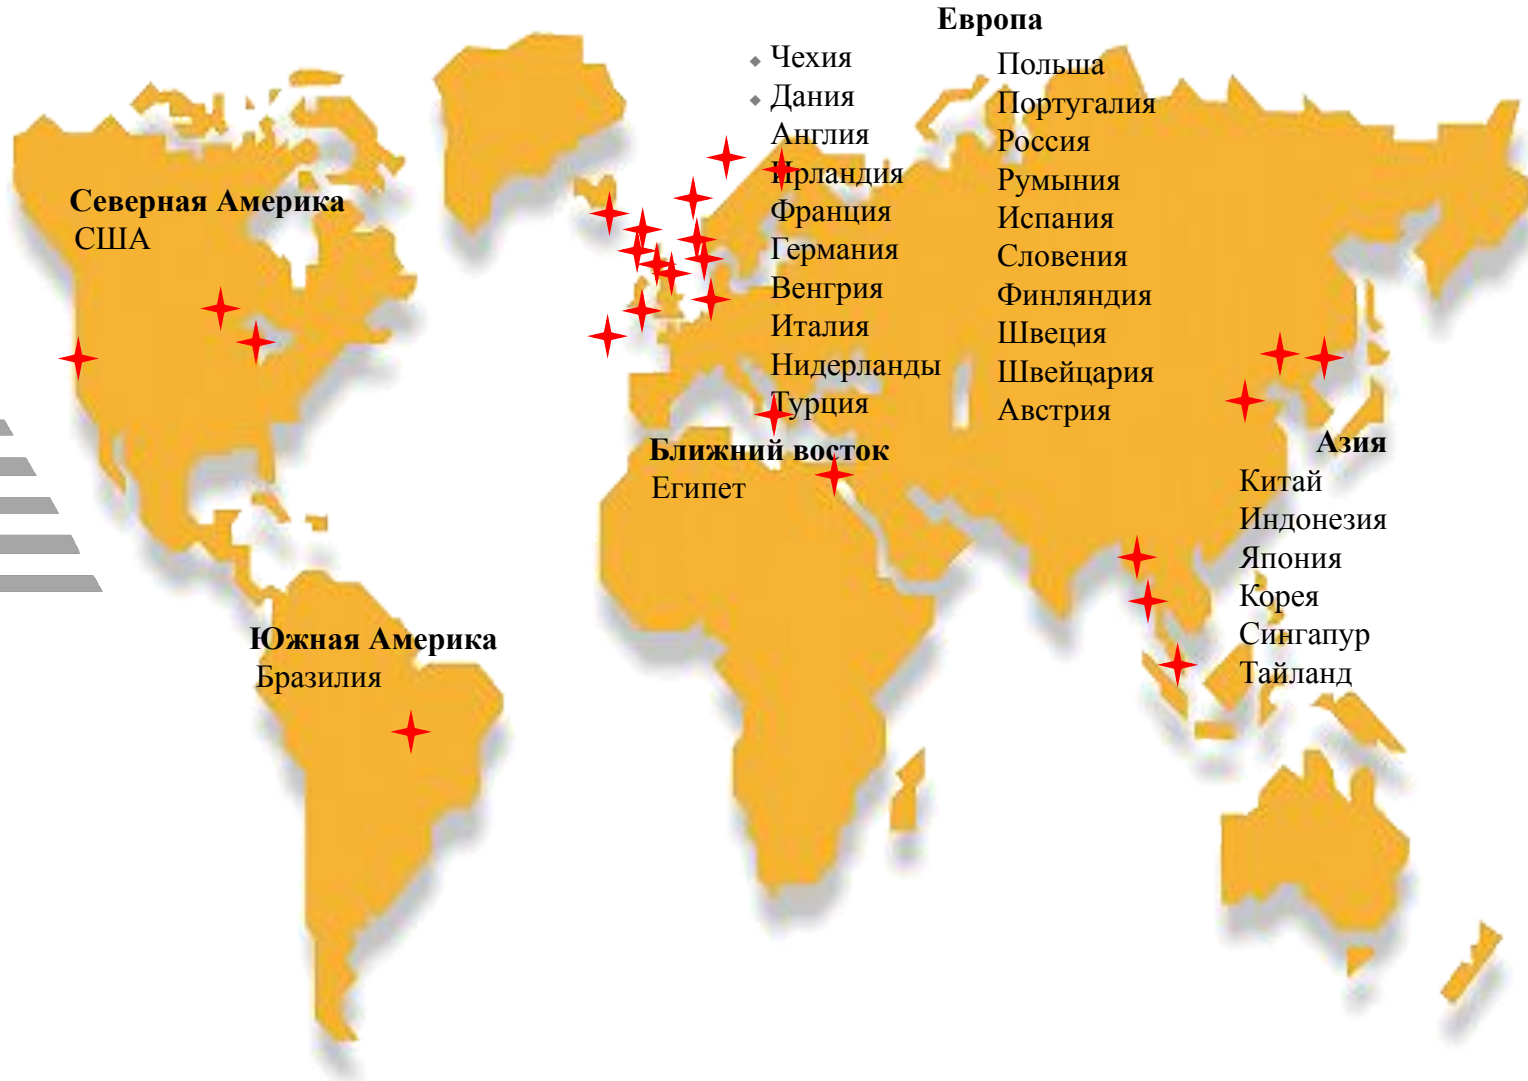 Европа
Чехия
Дания
Англия
Ирландия
Франция
Германия
Венгрия
Италия
Нидерланды
Турция
Польша
Португалия
Россия
Румыния
Испания
Словения
Финляндия
Швеция
Швейцария
Австрия
Северная Америка
США
Ближний восток
Египет
Азия
Китай
Индонезия
Япония
Корея
Сингапур
Тайланд
Южная Америка
Бразилия